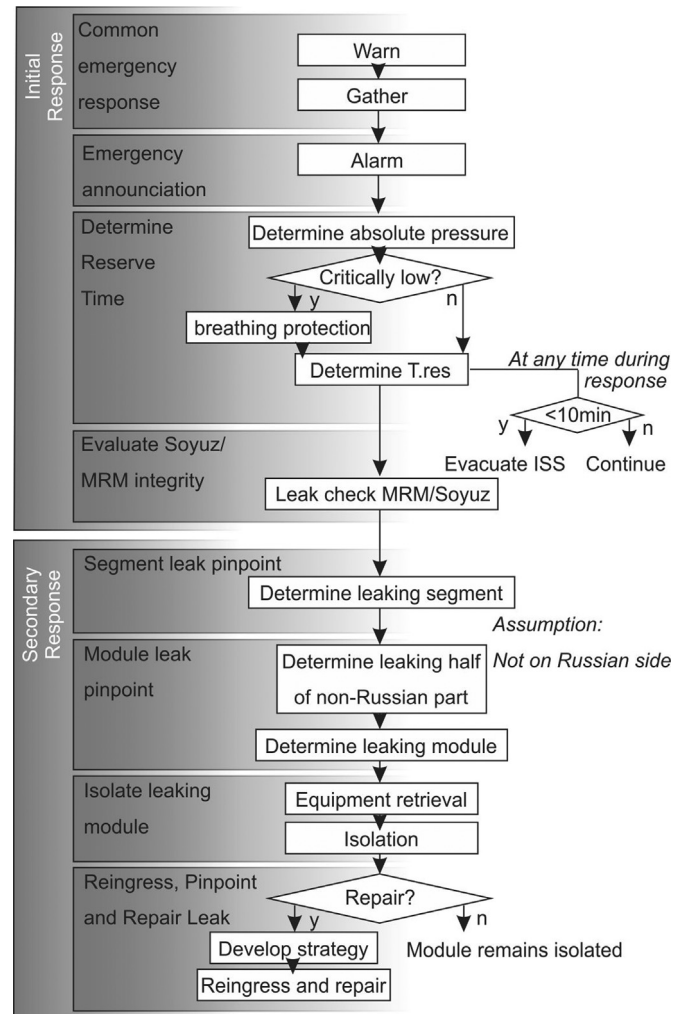 Initial
Response
Common
emergency
response
Warn
Gather
Emergency
announciation
Alarm
Determine
Reserve
Time
Determine absolute pressure
Critically low?
y
n
breathing protection
Determine T.res
At any time during
response
<10min
y
n
Evacuate ISS
Continue
Evaluate Soyuz/
MRM integrity
Leak check MRM/Soyuz
Secondary
Response
Segment leak pinpoint
Determine leaking segment
Assumption:
Not on Russian side
Module leak
pinpoint
Determine leaking half
of non-Russian part
Determine leaking module
Isolate leaking
module
Equipment retrieval
Isolation
Reingress, Pinpoint
and Repair Leak
Repair?
y
n
Develop strategy
Module remains isolated
Reingress and repair